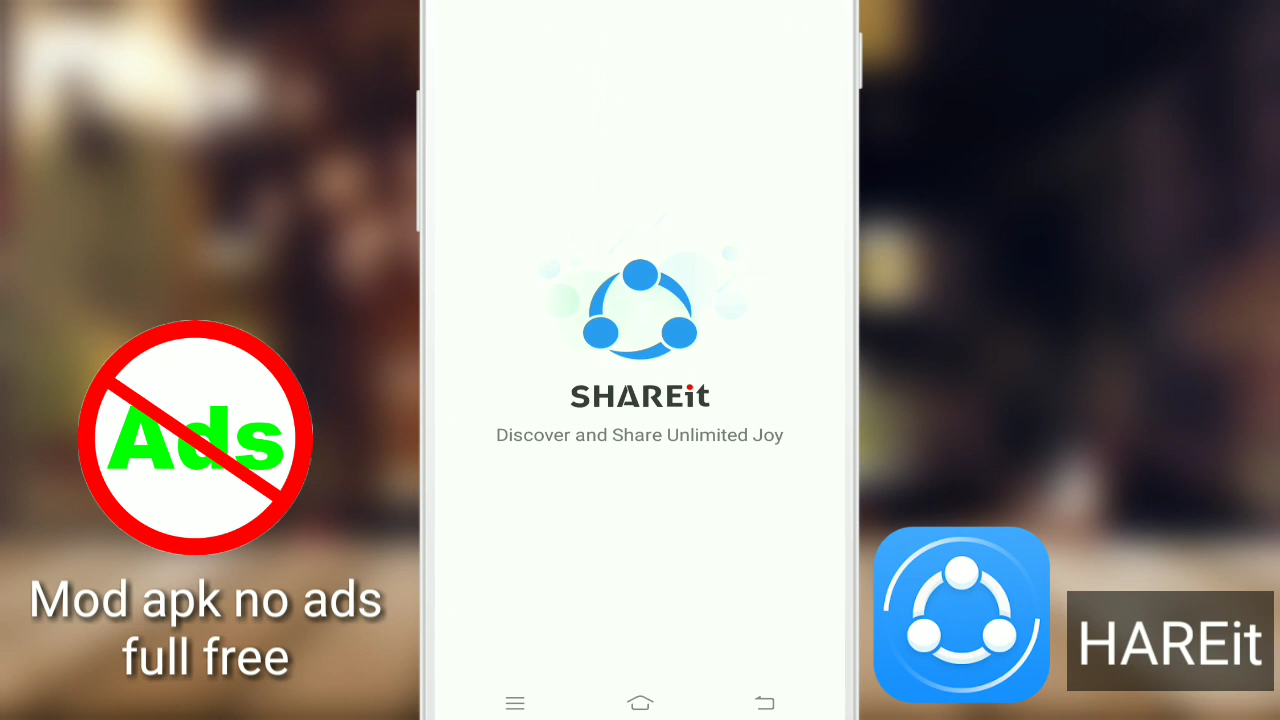 SHAREit
Discover and Share Unlimited Joy
Ads
Mod apk no ads
full free
HAREit